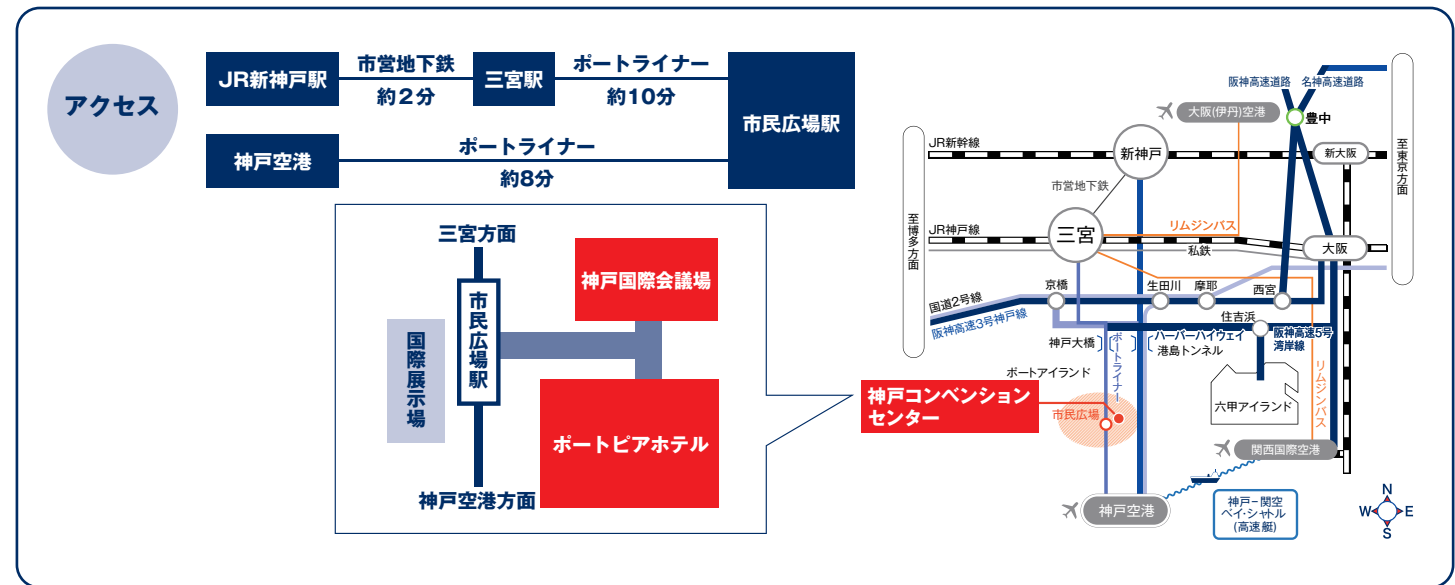 アクセス
JR新神戸駅
市営地下鉄
約2分
三宮駅
ポートライナー
約10分
市民広場駅
神戸空港
ポートライナー
約8分
三宮方面
市民広場駅
国際展示場
神戸国際会議場
ポートピアホテル
神戸空港方面
阪神高速道路
名神高速道路
大阪(伊丹)空港
豊中
至東京方面
至博多方面
JR新幹線
新神戸
新大阪
市営地下鉄
三宮
リムジンバス
JR神戸線
私鉄
大阪
国道2号線
阪神高速3号神戸線
京橋
生田川
摩耶
西宮
住吉浜
神戸大橋
ポートライナー
ハーバーハイウェイ
港島トンネル
阪神高速5号
湾岸線
ポートアイランド
神戸コンベンション
センター
市民広場
六甲アイランド
リムジンバス
関西国際空港
神戸空港
神戸−関空
ベイ・シャトル
(高速艇)
N
W
E
S